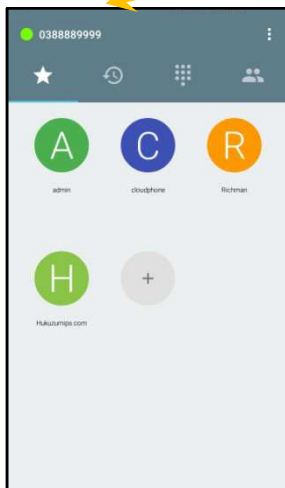 0388889999
A C R
admin cloudphone Richman
H +
Hukuzumips.com